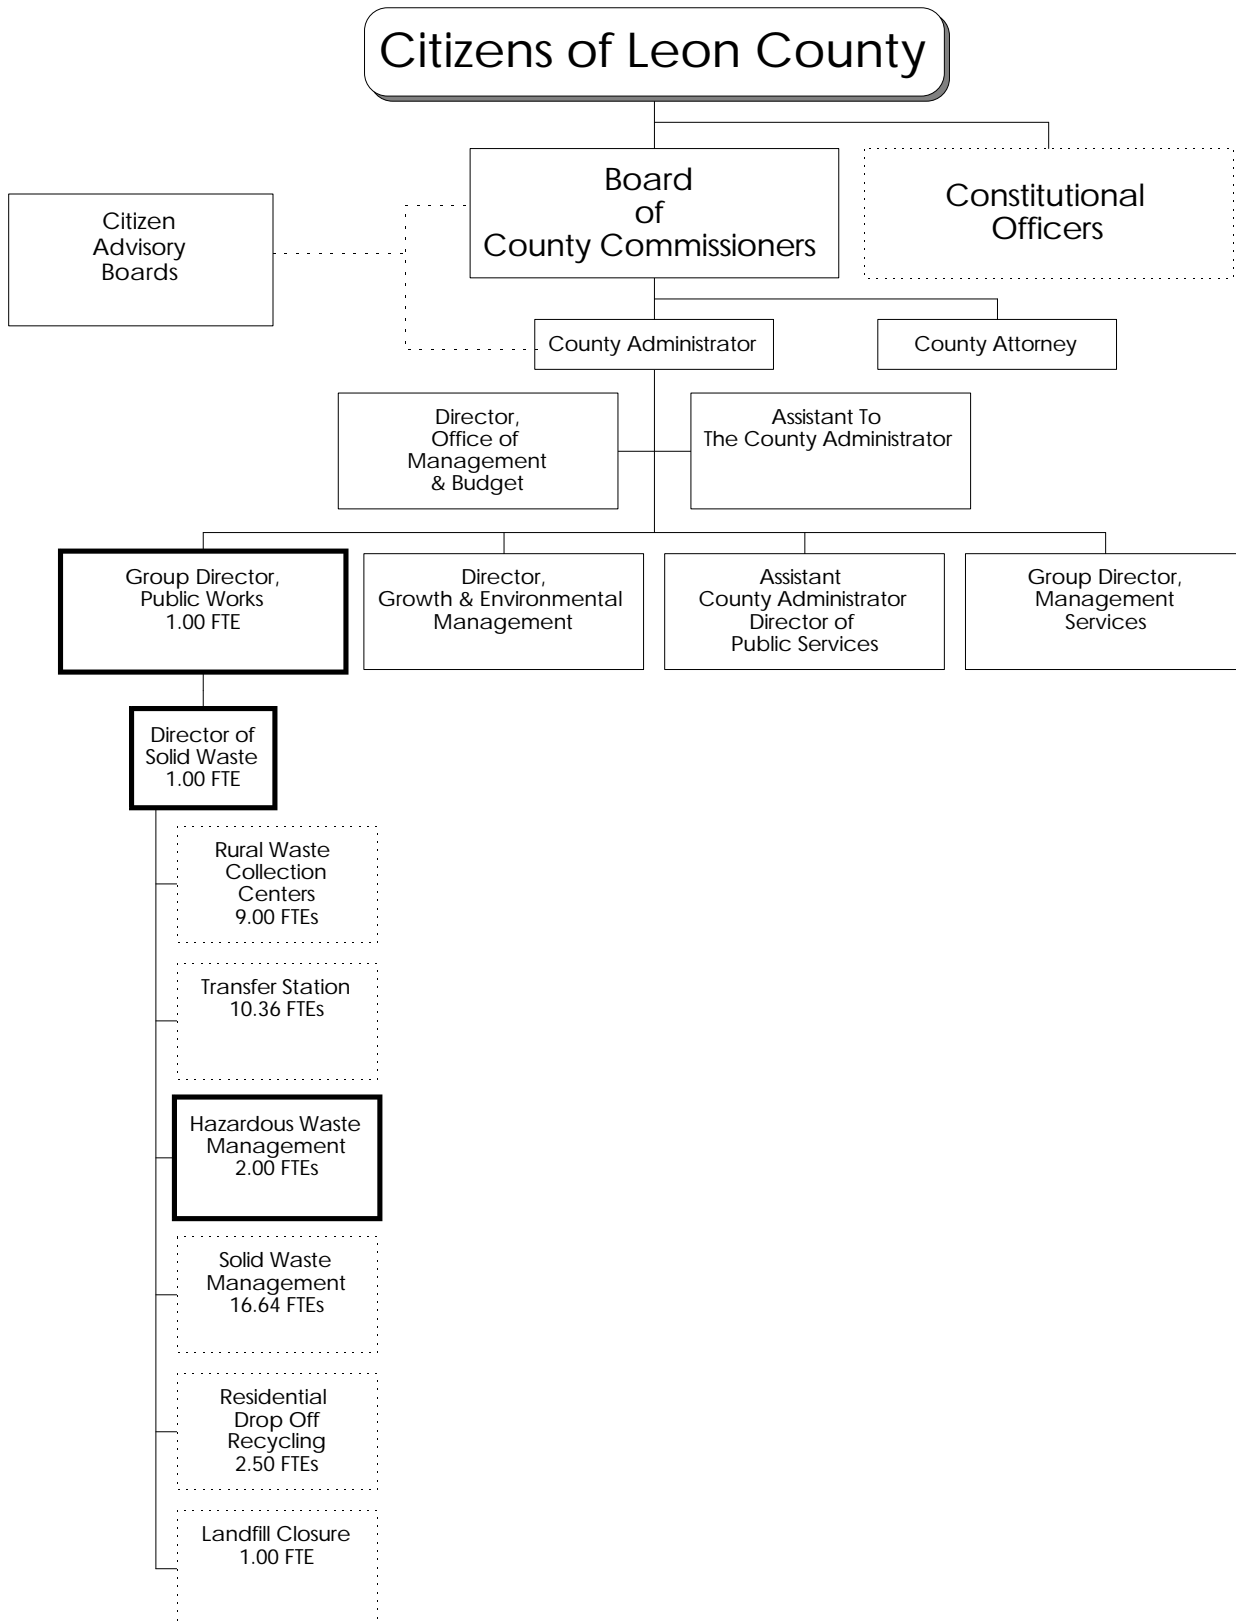 Citizens of Leon County
Board
of
County Commissioners
Constitutional
Officers
Citizen
Advisory
Boards
County Administrator
County Attorney
Director,
Office of
Management
& Budget
Assistant To
The County Administrator
Group Director,
Public Works
1.00 FTE
Director,
Growth & Environmental
Management
Assistant
County Administrator
Director of
Public Services
Group Director,
Management
Services
Director of
Solid Waste
1.00 FTE
Rural Waste
Collection
Centers
9.00 FTEs
Transfer Station
10.36 FTEs
Hazardous Waste
Management
2.00 FTEs
Solid Waste
Management
16.64 FTEs
Residential
Drop Off
Recycling
2.50 FTEs
Landfill Closure
1.00 FTE